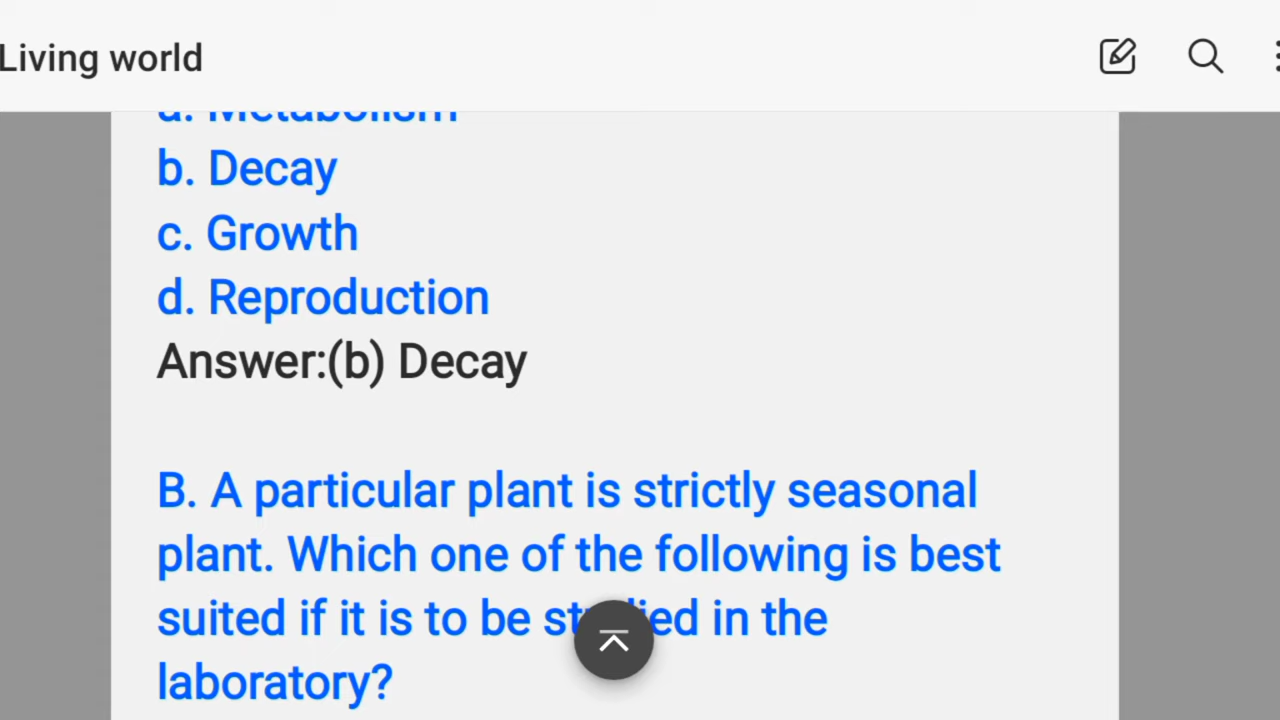 Living world
a. Metabolism
b. Decay
c. Growth
d. Reproduction
Answer:(b) Decay
B. A particular plant is strictly seasonal
plant. Which one of the following is best
suited if it is to be studied in the
laboratory?